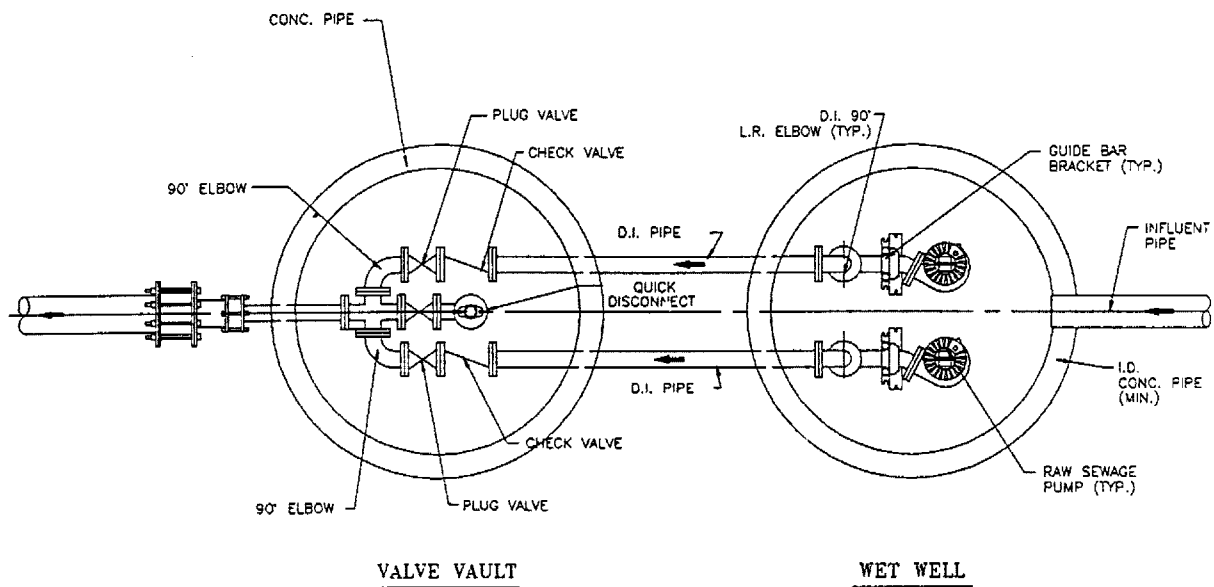 CONC. PIPE
PLUG VALVE
CHECK VALVE
90° ELBOW
D.I. 90°
L.R. ELBOW (TYP.)
GUIDE BAR
BRACKET (TYP.)
D.I. PIPE
INFLUENT
PIPE
QUICK
DISCONNECT
D.I. PIPE
I.D.
CONC. PIPE
(MIN.)
CHECK VALVE
RAW SEWAGE
PUMP (TYP.)
90° ELBOW
PLUG VALVE
VALVE VAULT
WET WELL